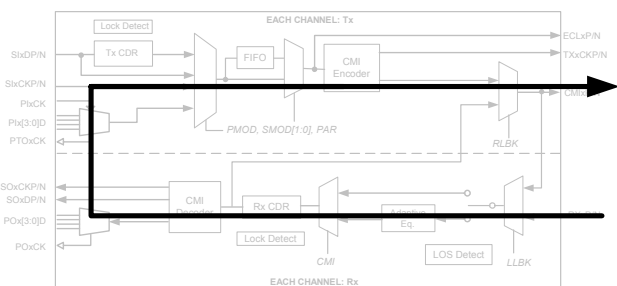 EACH CHANNEL: Tx
Lock Detect
ECLxP/N
SIxDP/N
Tx CDR
FIFO
CMI
Encoder
TXxCKP/N
SIxCKP/N
PIxCK
PIx[3:0]D
PTOxCK
PMOD, SMOD[1:0], PAR
RLBK
SOxCKP/N
SOxDP/N
CMI
Decoder
Rx CDR
Adaptive
Eq.
POx[3:0]D
Lock Detect
LOS Detect
POxCK
CMI
LLBK
EACH CHANNEL: Rx